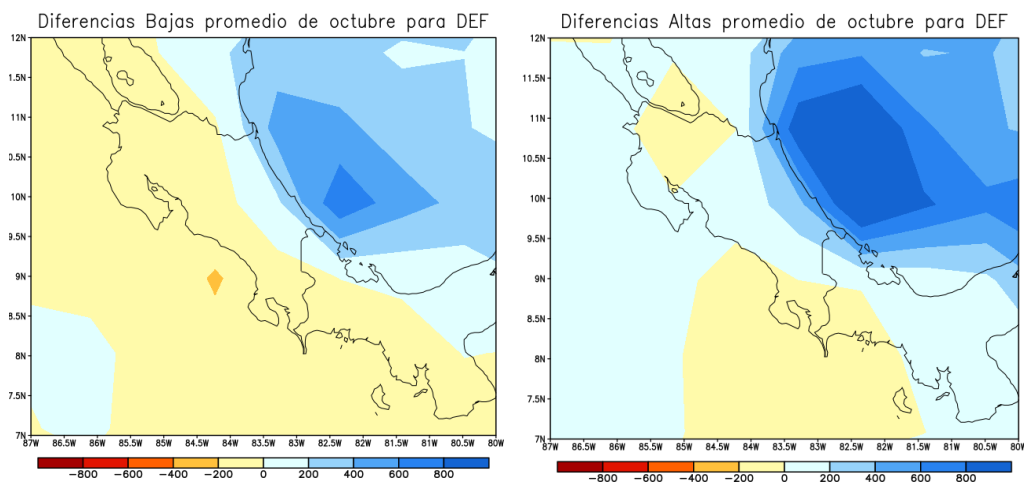 Diferencias Bajas promedio de octubre para DEF
12N
11.5N
11N
0.5N
10N
9.5N
9N
8.5N
8N
7.5N
7N
87W 86.5W 86W 85.5W 85W 84.5W 84W 83.5W 83W 82.5W 82W 81.5W 81W 80.5W 80W
−800 −600 −400 −200 0 200 400 600 800
Diferencias Altas promedio de octubre para DEF
12N
11.5N
11N
0.5N
10N
9.5N
9N
8.5N
8N
7.5N
7N
87W 86.5W 86W 85.5W 85W 84.5W 84W 83.5W 83W 82.5W 82W 81.5W 81W 80.5W 80W
−800 −600 −400 −200 0 200 400 600 800